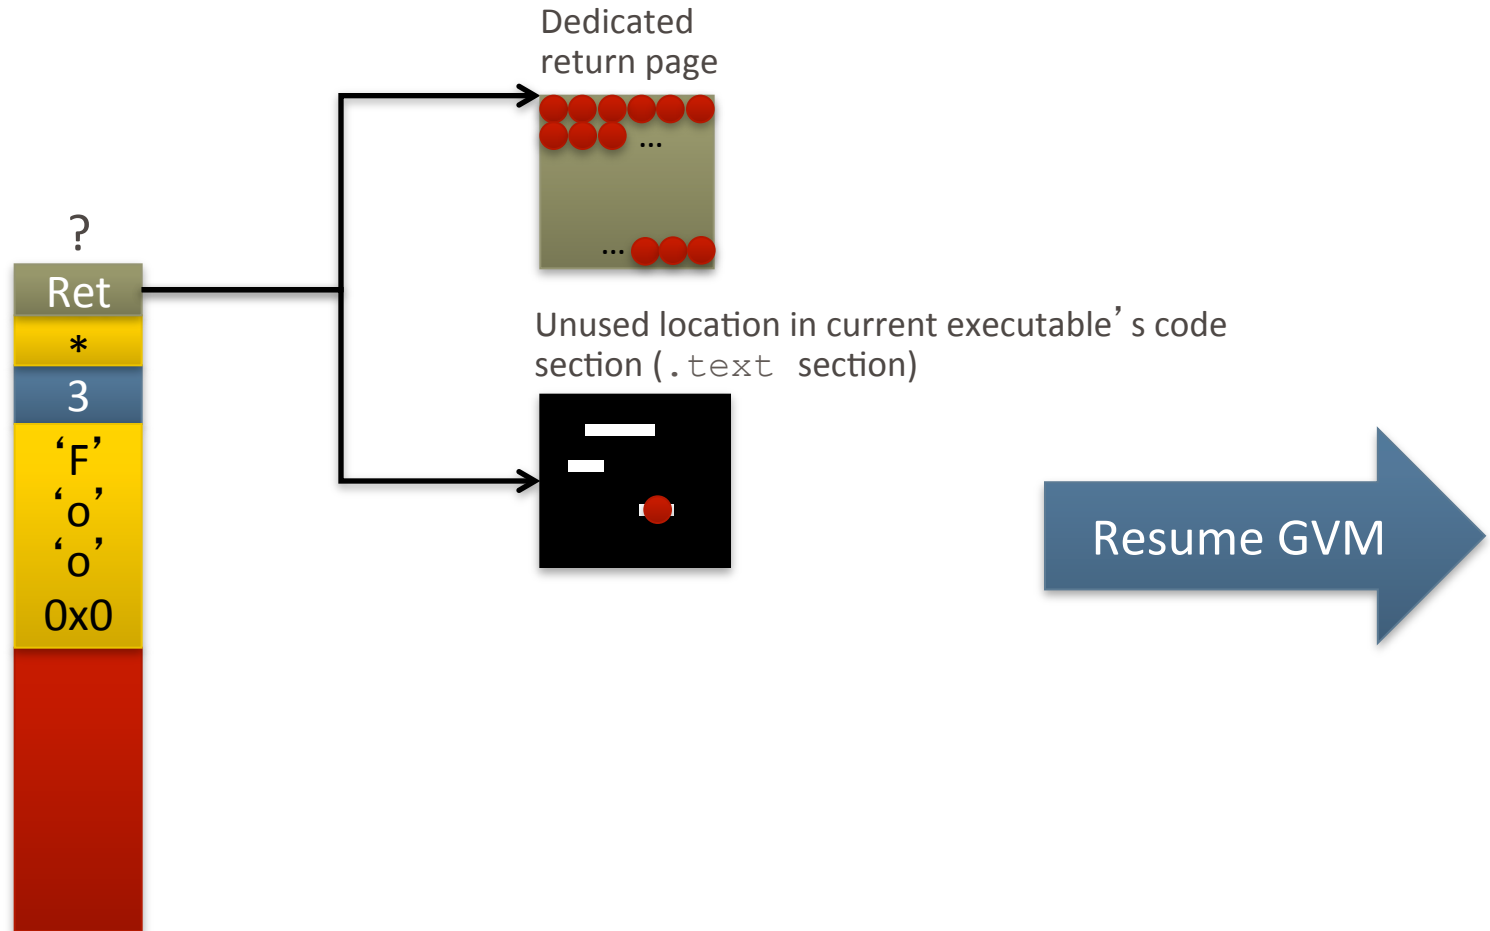 Dedicated
return page
...
...
?
Ret
*
3
‘F’
‘o’
‘o’
0x0
Unused location in current executable’s code
section (.text section)
Resume GVM